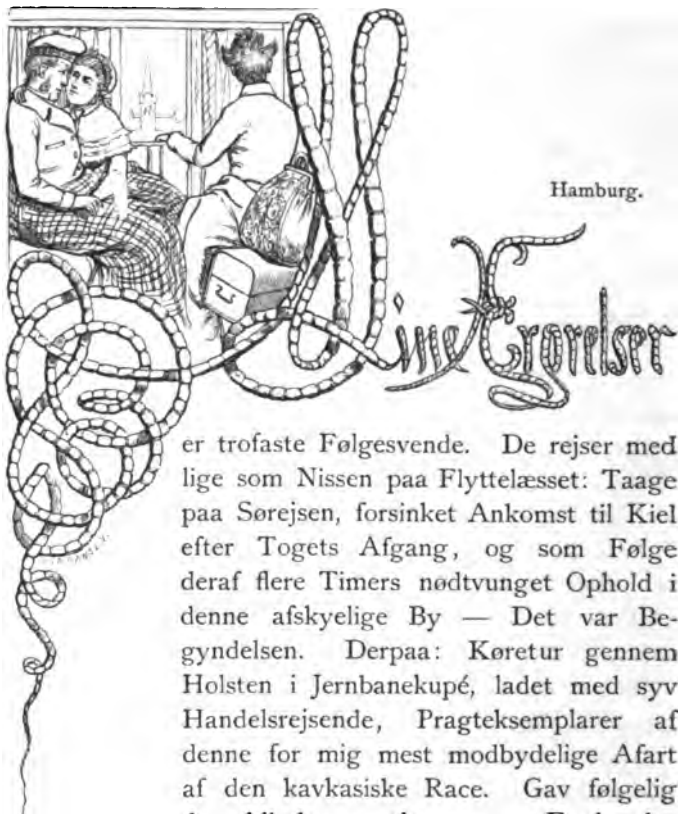 Hamburg.
Mine Ærgrelser
er trofaste Følgesvende. De rejser med
lige som Nissen paa Flyttelæsset: Taage
paa Sørejsen, forsinket Ankomst til Kiel
efter Togets Afgang, og som Følge
deraf flere Timers nødtvunget Ophold i
denne afskyelige By — Det var Be-
gyndelsen. Derpaa: Køretur gennem
Holsten i Jernbanekupé, ladet med syv
Handelsrejsende, Pragteksemplarer af
denne for mig mest modbydelige Afart
af den kavkasiske Race. Gav følgelig